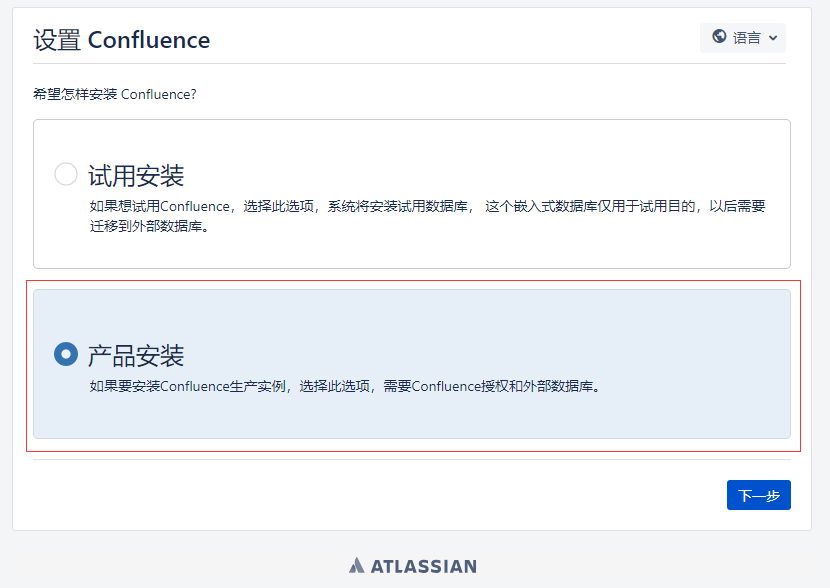 设置 Confluence
语言
希望怎样安装 Confluence?
试用安装
如果想试用Confluence，选择此选项，系统将安装试用数据库， 这个嵌入式数据库仅用于试用目的，以后需要
迁移到外部数据库。
产品安装
如果要安装Confluence生产实例，选择此选项，需要Confluence授权和外部数据库。
下一步
ATLASSIAN